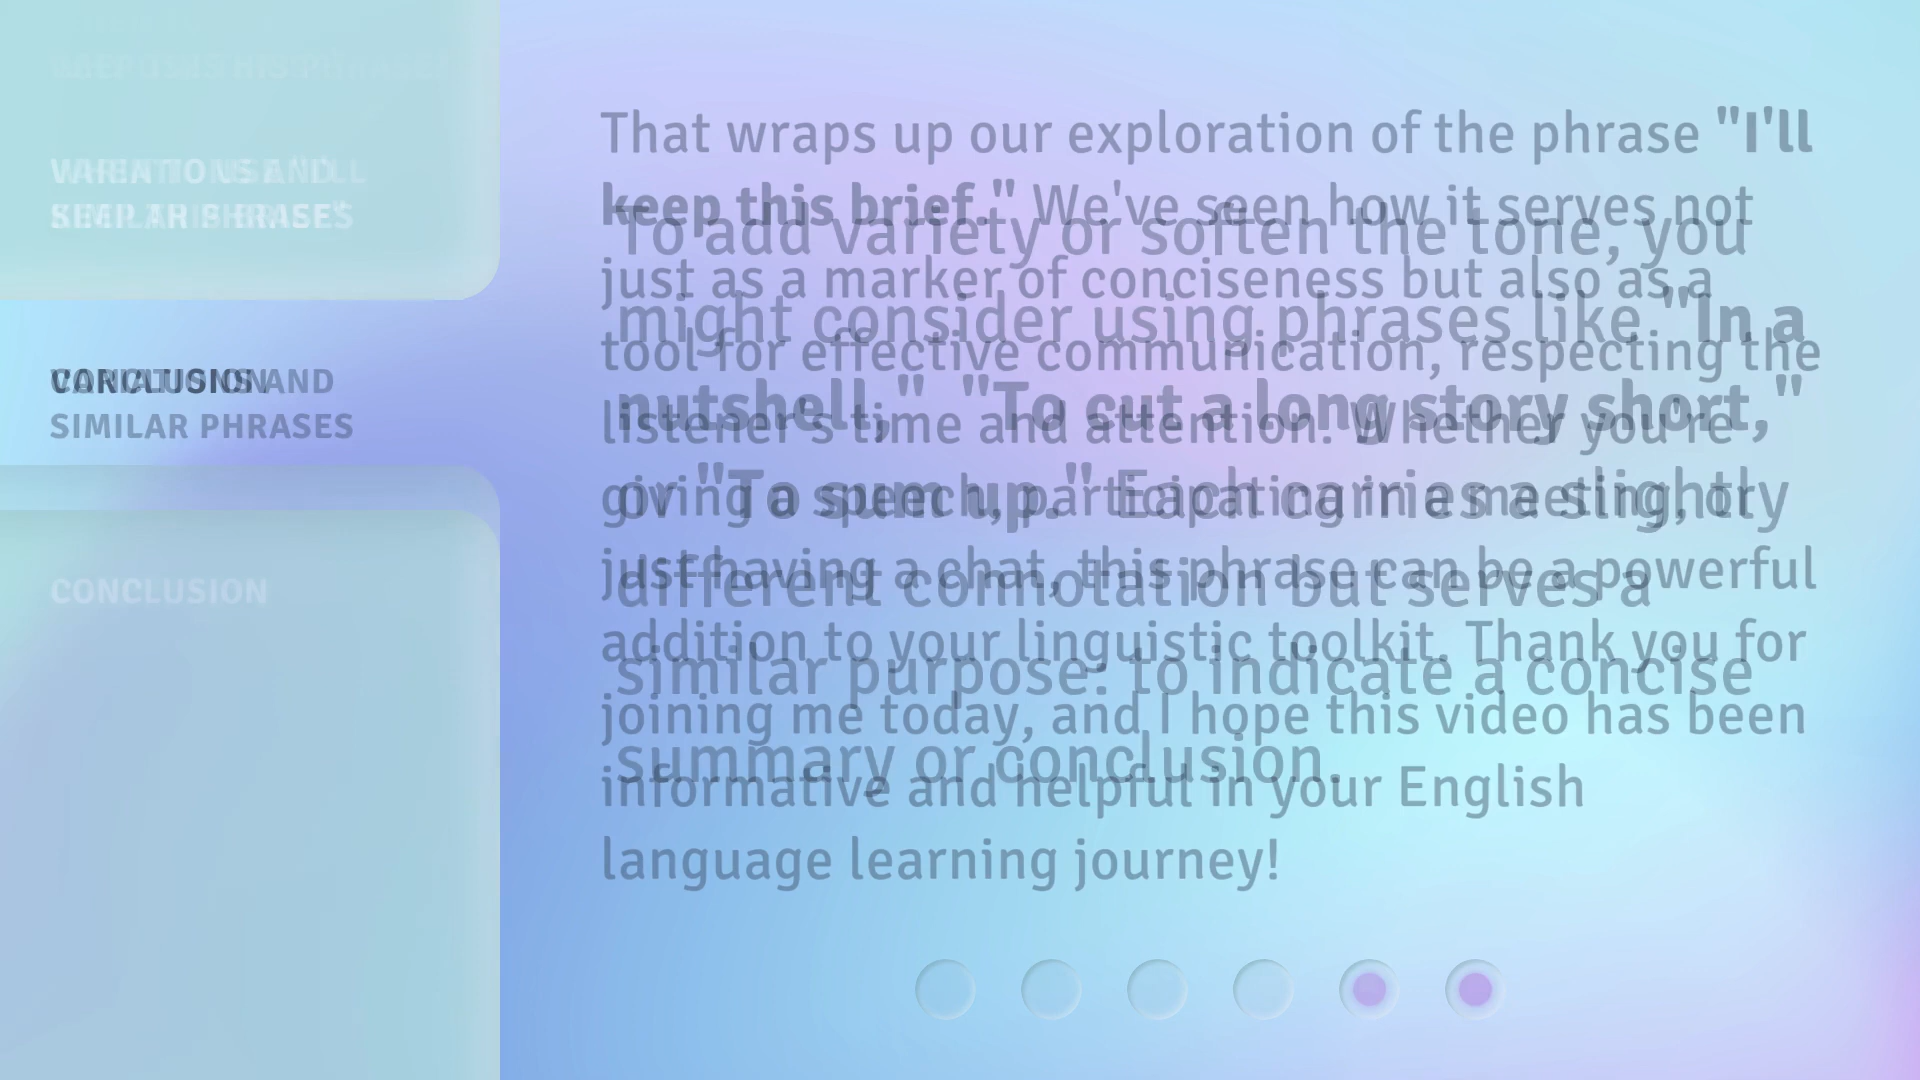 VARIATIONS AND
SIMILAR PHRASES
CONCLUSION
VARIATIONS AND
SIMILAR PHRASES
CONCLUSION
That wraps up our exploration of the phrase "I'll
keep this brief." We've seen how it serves not
just as a marker of conciseness but also as a
tool for effective communication, respecting the
listener's time and attention. Whether you're
giving a speech, participating in a meeting, or
just having a chat, this phrase can be a powerful
addition to your linguistic toolkit. Thank you for
joining me today, and I hope this video has been
informative and helpful in your English
language learning journey!
To add variety or soften the tone, you
might consider using phrases like "In a
nutshell," "To cut a long story short,"
or "To sum up." Each carries a slightly
different connotation but serves a
similar purpose: to indicate a concise
summary or conclusion.